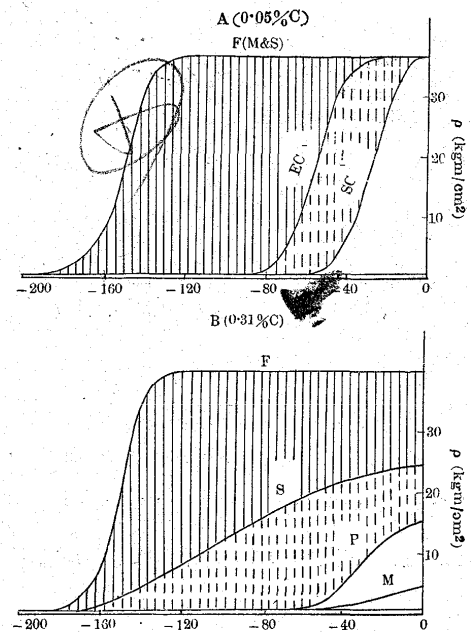 A (0·05%C)
F(M&S)
EC
SC
30
20
10
ρ (kgm/cm2)
-200
-160
-120
-80
-40
0
B (0·31%C)
F
S
P
M
30
20
10
ρ (kgm/cm2)
-200
-160
-120
-80
-40
0